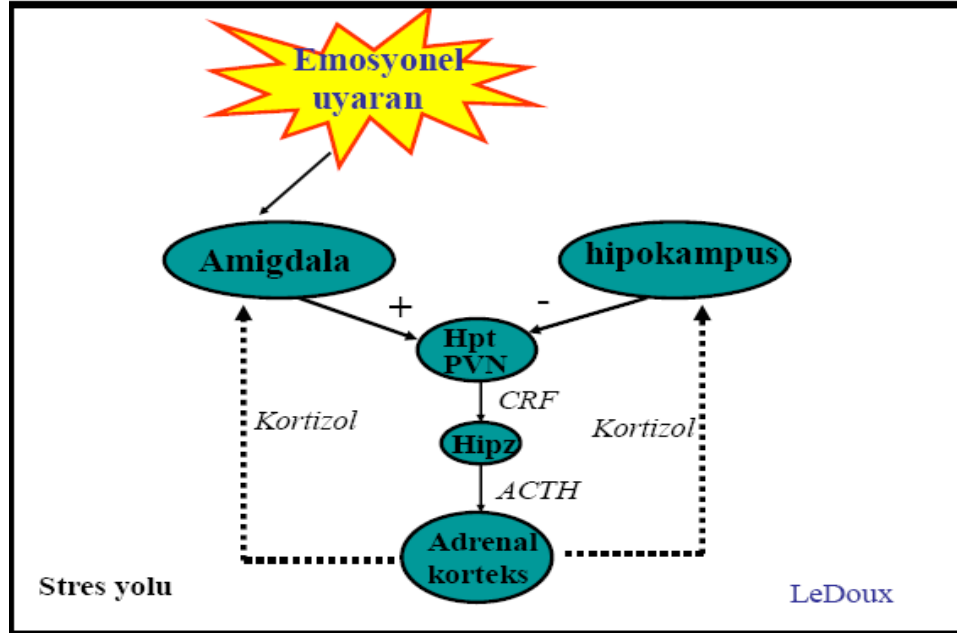 Emosyonel
uyaran
Amigdala
hipokampus
+
-
Hpt
PVN
CRF
Kortizol
Kortizol
Hipz
ACTH
Adrenal
korteks
Stres yolu
LeDoux